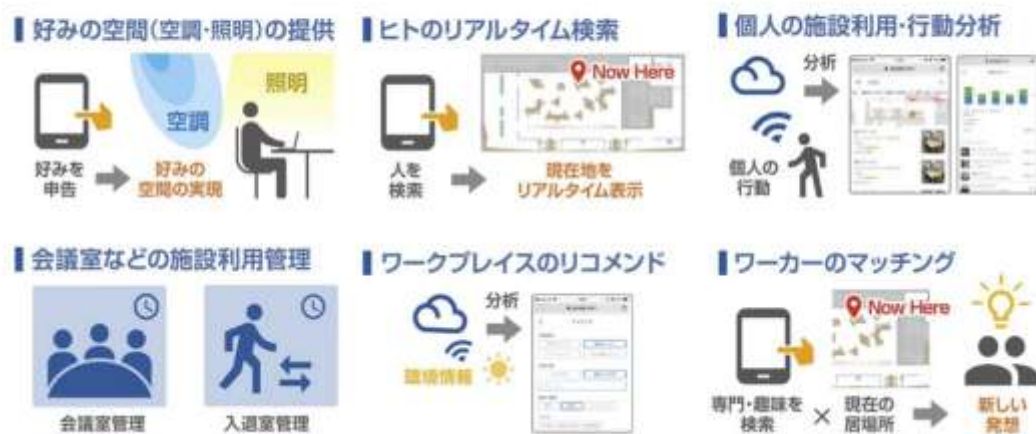 好みの空間(空調・照明)の提供
空調
照明
好みを
申告
好みの
空間の実現
ヒトのリアルタイム検索
Now Here
人を
検索
現在地を
リアルタイム表示
個人の施設利用・行動分析
分析
個人の
行動
会議室などの施設利用管理
会議室管理
入退室管理
ワークプレイスのリコメンド
分析
環境情報
ワーカーのマッチング
Now Here
専門・趣味を
検索
×
現在の
居場所
新しい
発想